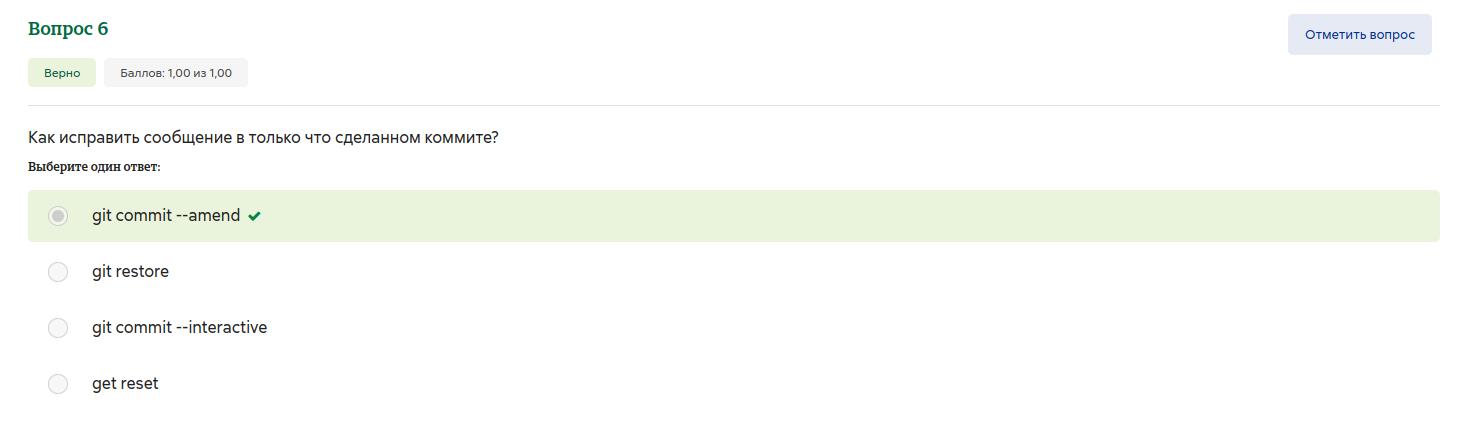 Вопрос 6
Отметить вопрос
Верно
Баллов: 1,00 из 1,00
Как исправить сообщение в только что сделанном коммите?
Выберите один ответ:
git commit --amend
git restore
git commit --interactive
get reset